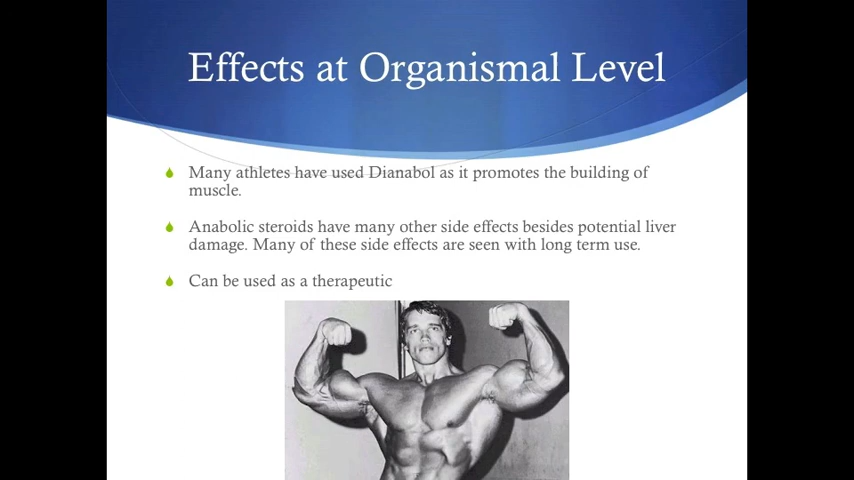 Effects at Organismal Level
Many athletes have used Dianabol as it promotes the building of
muscle.
Anabolic steroids have many other side effects besides potential liver
damage. Many of these side effects are seen with long term use.
Can be used as a therapeutic